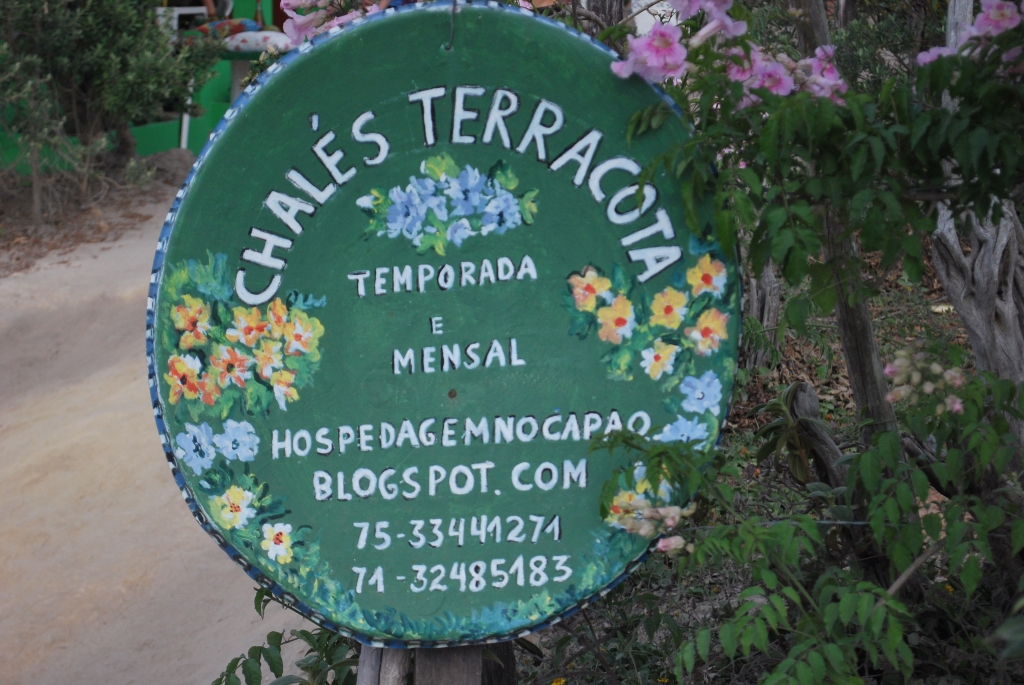 CHALÉS TERRACOTA
TEMPORADA
E
MENSAL
HOSPEDAGEMNOCAPAO.
BLOGSPOT.COM
75-33441271
71-32485183